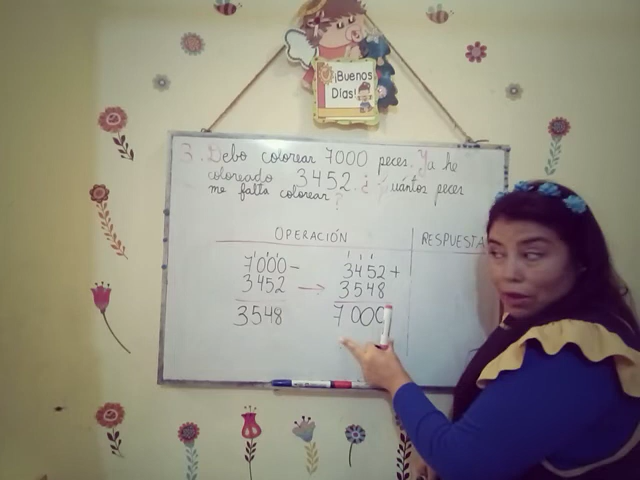 ¡Buenos
Días!
3. Debo colorear 7000 peces. Ya he
coloreado 3452. ¿Cuántos peces
me falta colorear?
OPERACIÓN
RESPUESTA
7000 -
3452
3548
→
3452 +
3548
7000